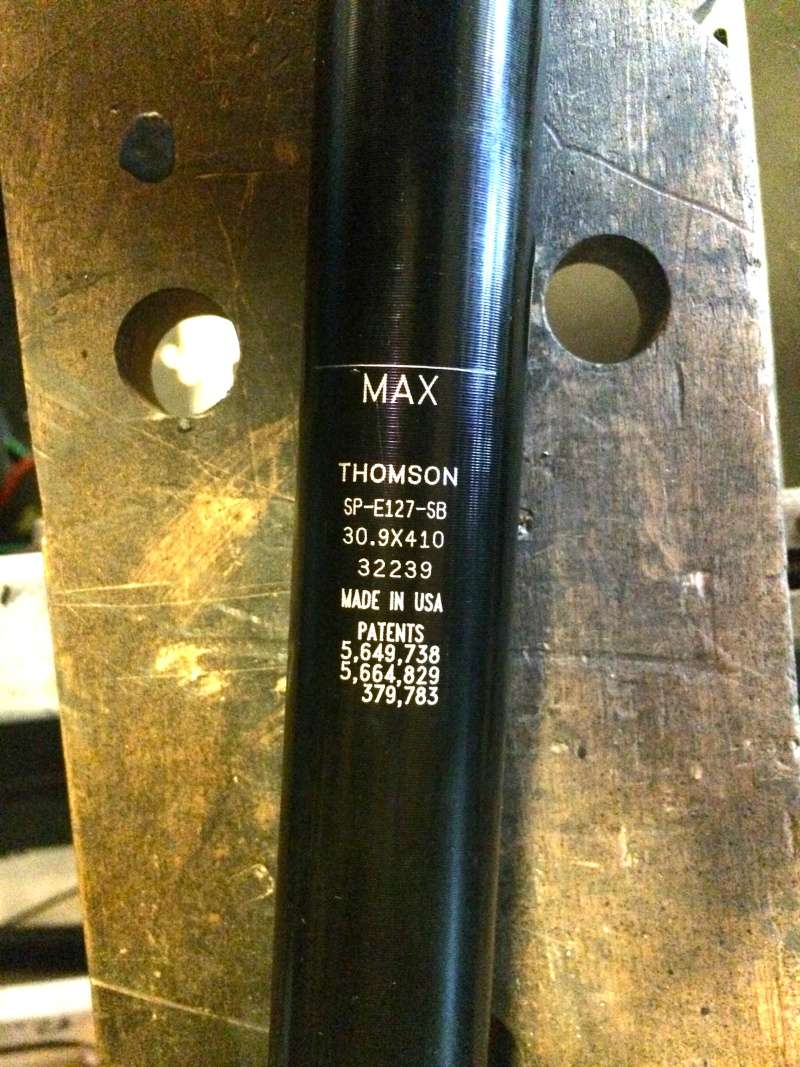 MAX
THOMSON
SP-E127-SB
30.9X410
32239
MADE IN USA
PATENTS
5,649,738
5,664,829
379,783